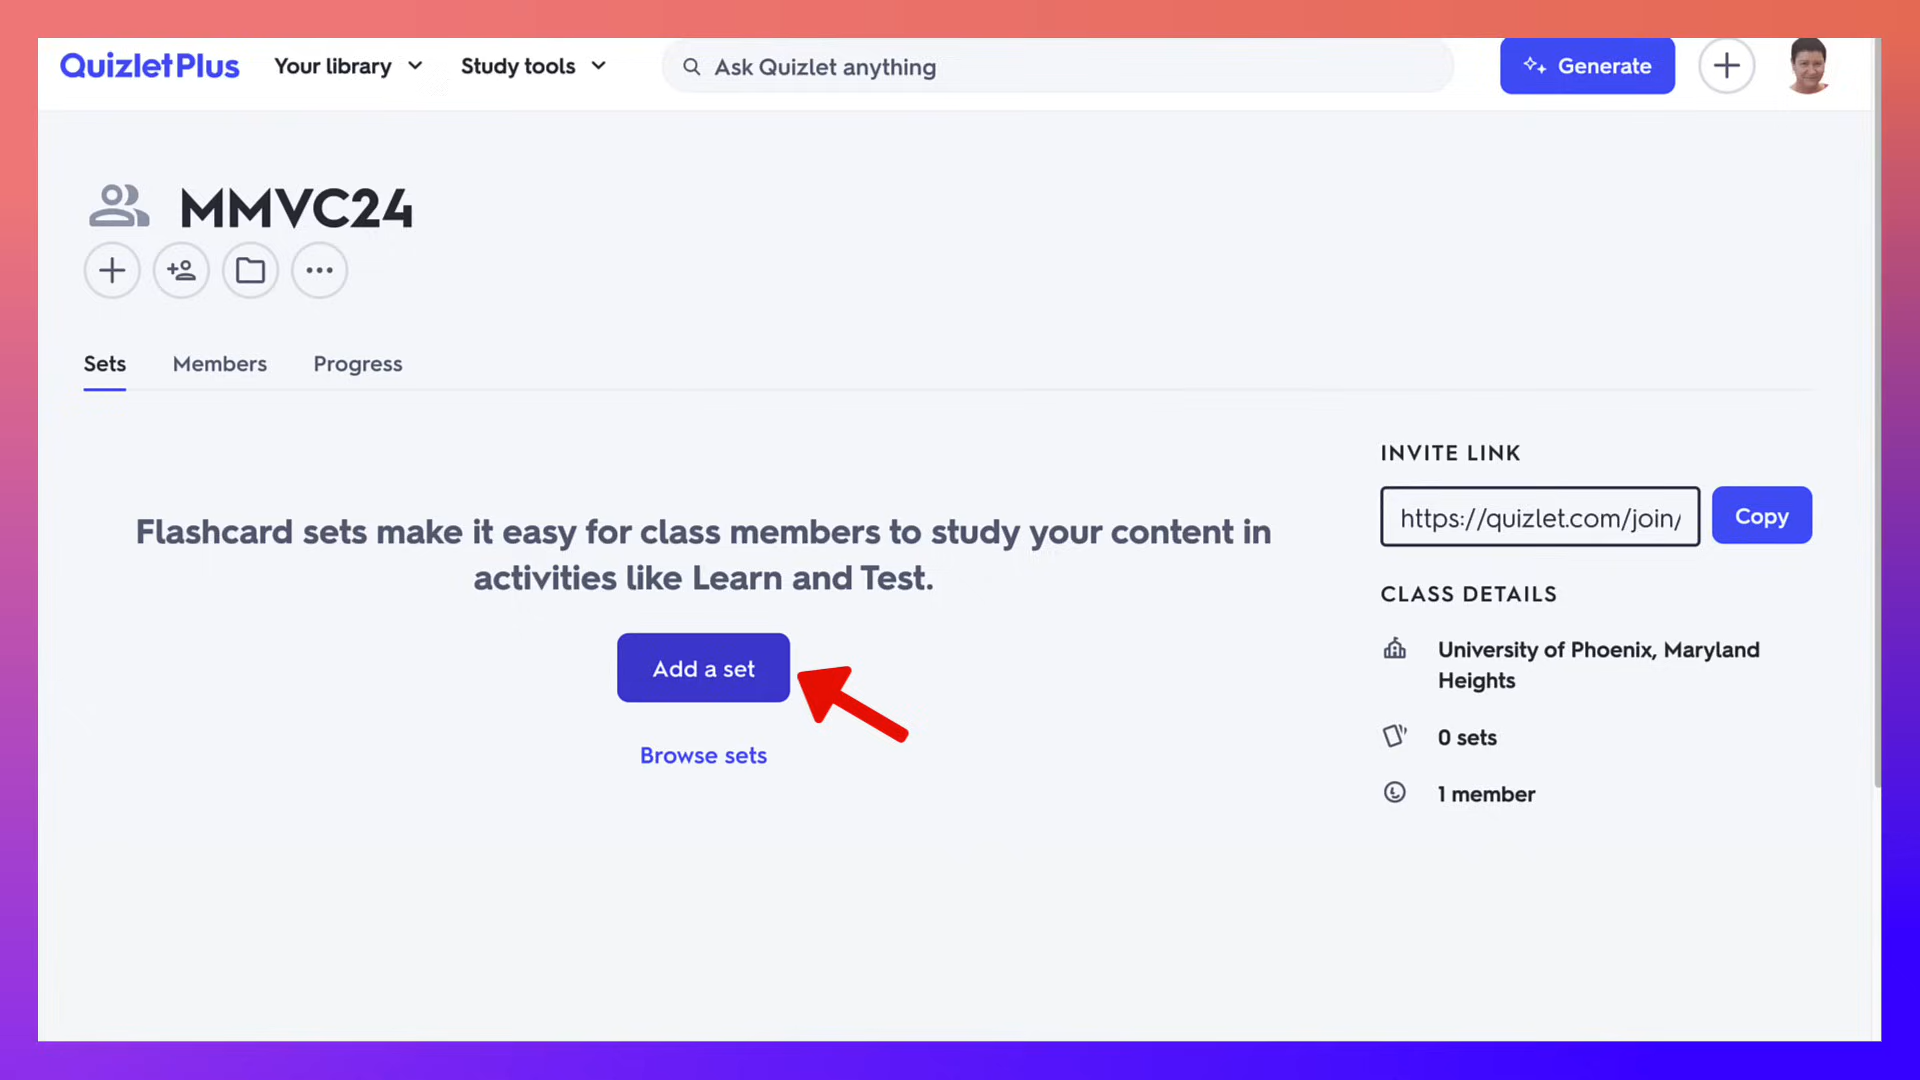 QuizletPlus
Your library
Study tools
Ask Quizlet anything
Generate
MMVC24
Sets
Members
Progress
Flashcard sets make it easy for class members to study your content in
activities like Learn and Test.
Add a set
Browse sets
INVITE LINK
https://quizlet.com/join/
Copy
CLASS DETAILS
University of Phoenix, Maryland
Heights
0 sets
1 member